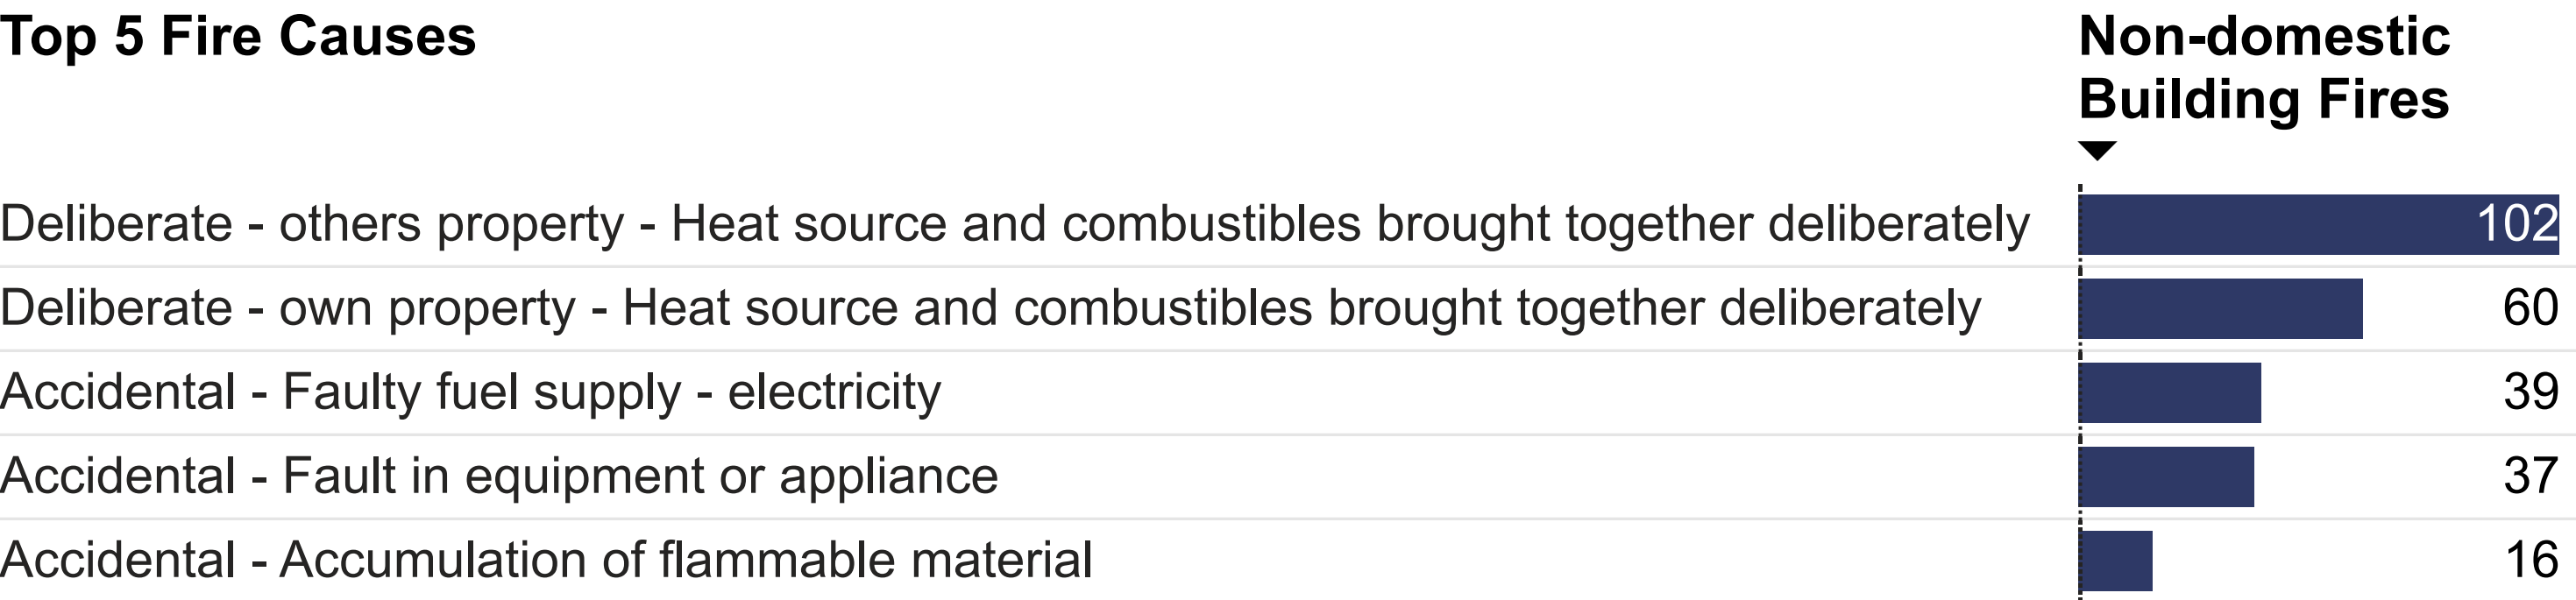 Top 5 Fire Causes
Non-domestic
Building Fires
Deliberate - others property - Heat source and combustibles brought together deliberately 102
Deliberate - own property - Heat source and combustibles brought together deliberately 60
Accidental - Faulty fuel supply - electricity 39
Accidental - Fault in equipment or appliance 37
Accidental - Accumulation of flammable material 16